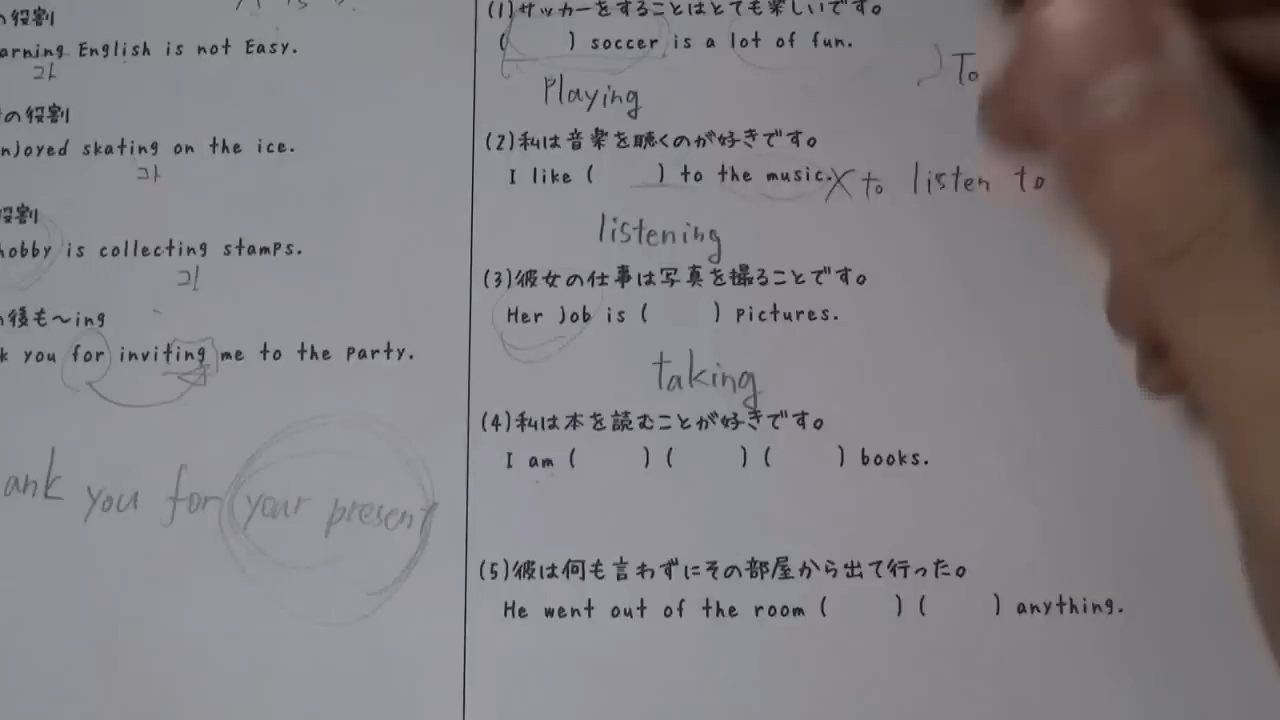 の役割
arning English is not Easy.
の役割
njoyed skating on the ice.
役割
hobby is collecting stamps.
の後も~ing
k you for inviting me to the party.
ank you for your present
(1)サッカーをすることはとても楽しいです。
( ) soccer is a lot of fun.
To
Playing
(2)私は音楽を聴くのが好きです。
I like ( ) to the music.
X to listen to
listening
(3)彼女の仕事は写真を撮ることです。
Her job is ( ) pictures.
taking
(4)私は本を読むことが好きです。
I am ( ) ( ) ( ) books.
(5)彼は何も言わずにその部屋から出て行った。
He went out of the room ( ) ( ) anything.